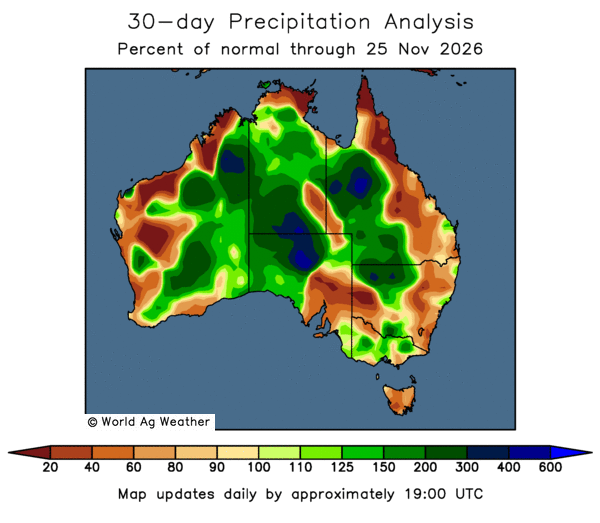 30-day Precipitation Analysis
Percent of normal through 25 Nov 2026
© World Ag Weather
20 40 60 80 90 100 110 125 150 200 300 400 600
Map updates daily by approximately 19:00 UTC